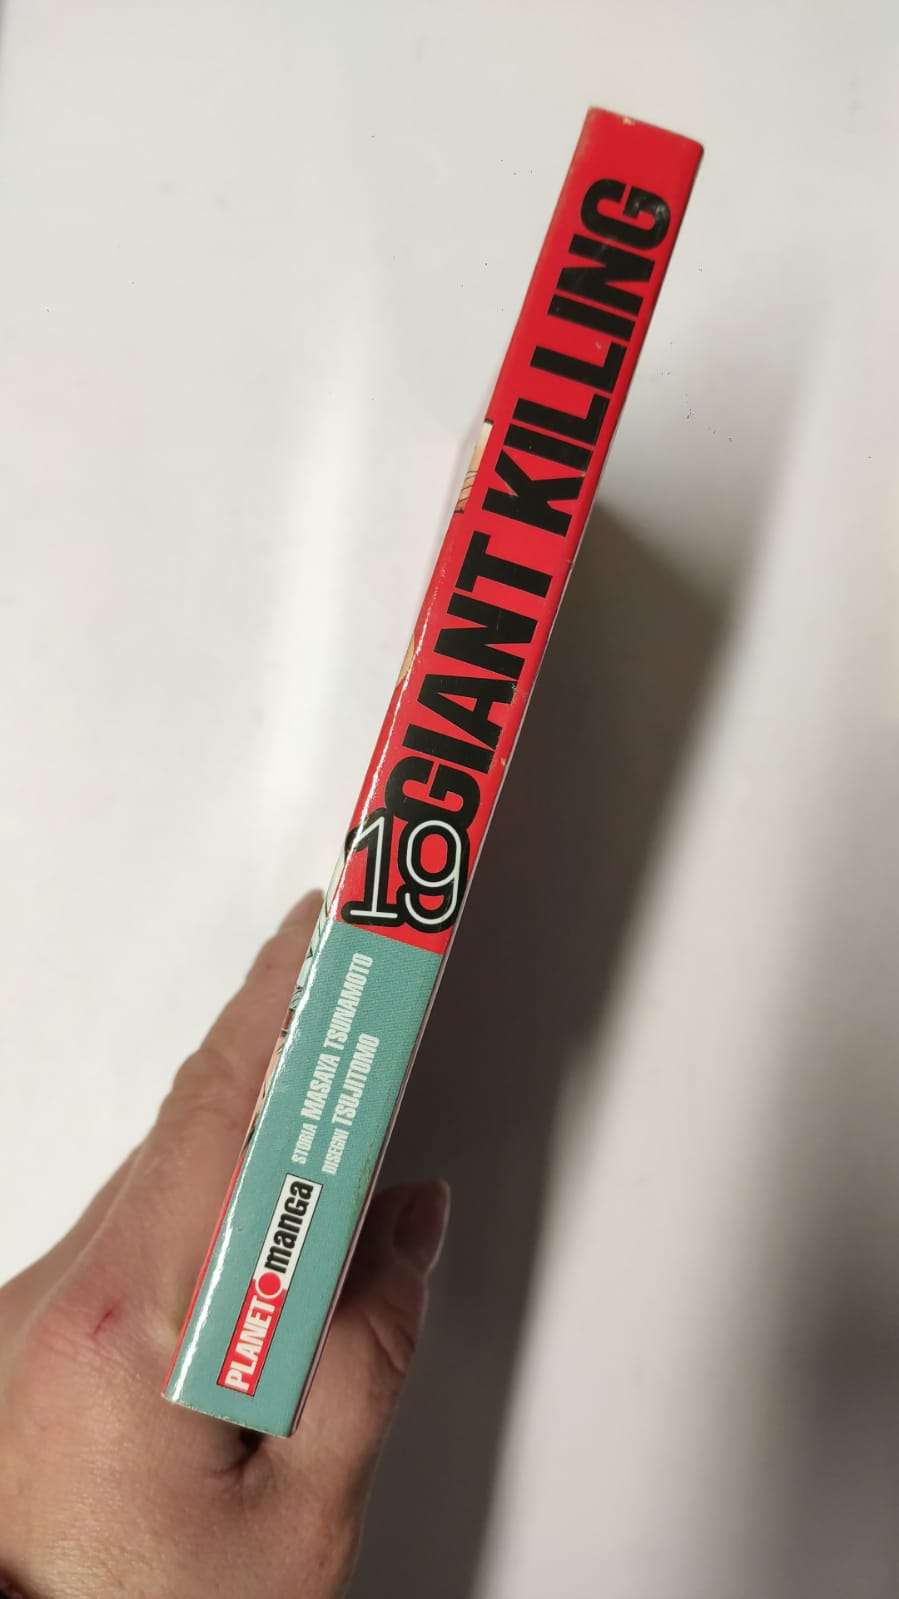 GIANT KILLING
19
STORIA MASAYA TSUNAMOTO
DISEGNI TSUJITOMO
PLANET manga